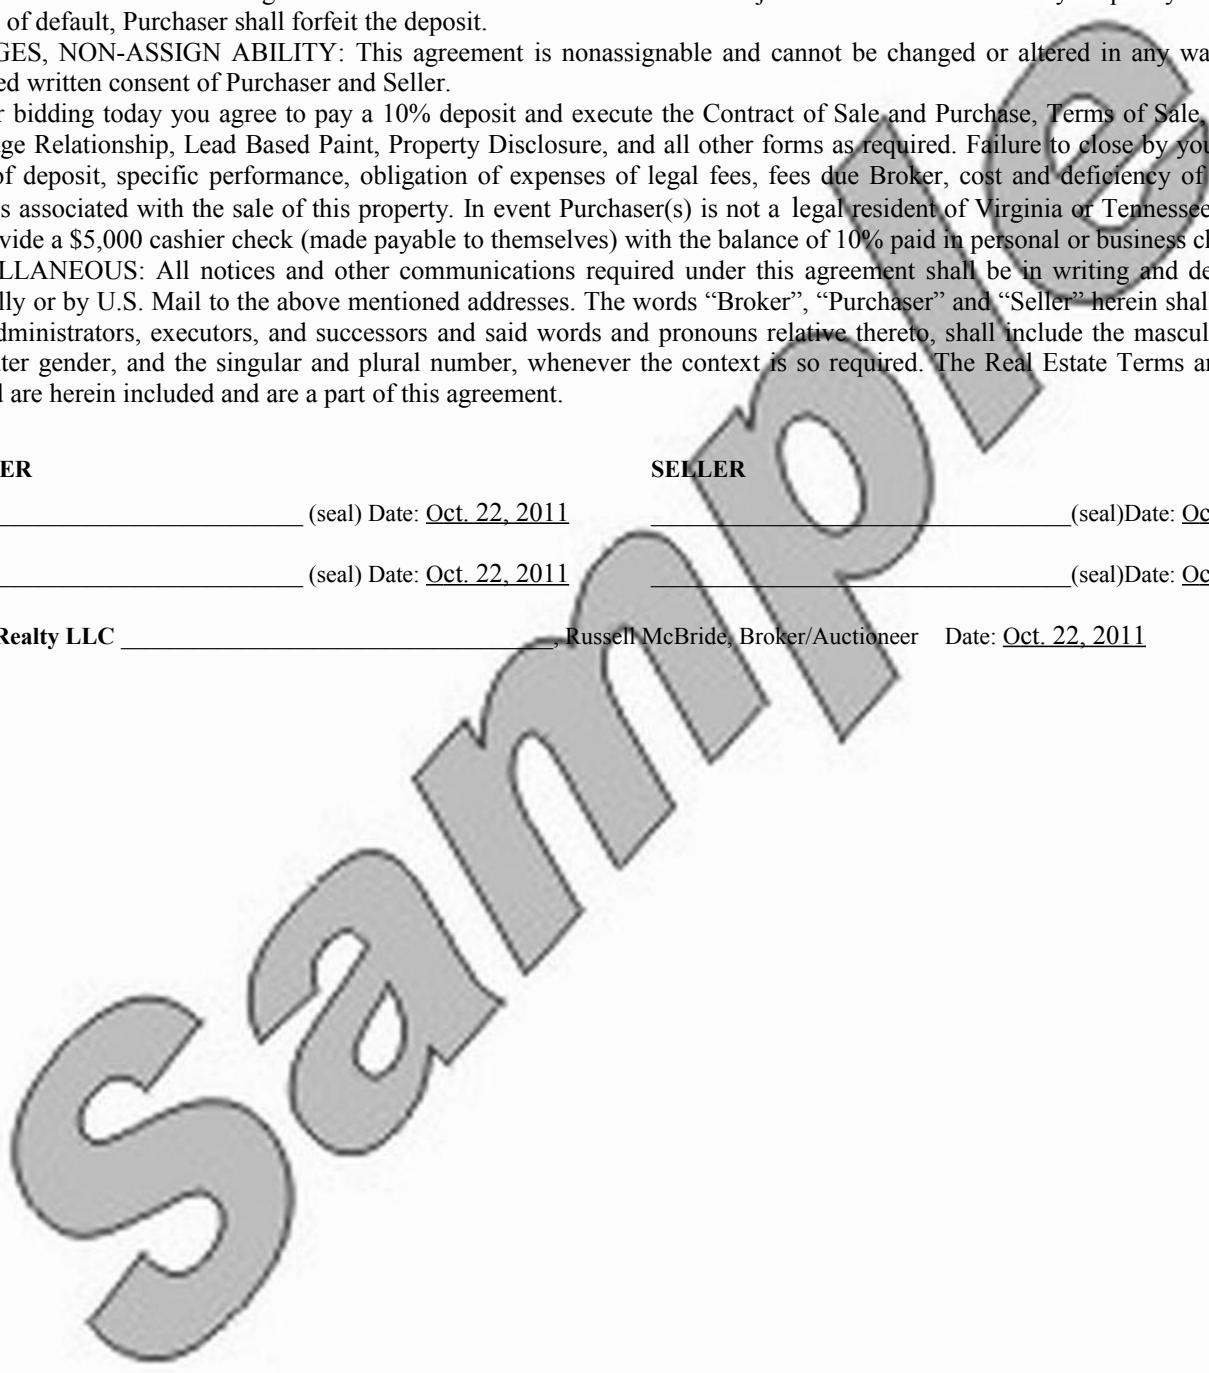 of default, Purchaser shall forfeit the deposit.
GES, NON-ASSIGN ABILITY: This agreement is nonassignable and cannot be changed or altered in any wa
ed written consent of Purchaser and Seller.
r bidding today you agree to pay a 10% deposit and execute the Contract of Sale and Purchase, Terms of Sale
ge Relationship, Lead Based Paint, Property Disclosure, and all other forms as required. Failure to close by you
of deposit, specific performance, obligation of expenses of legal fees, fees due Broker, cost and deficiency of
s associated with the sale of this property. In event Purchaser(s) is not a legal resident of Virginia or Tennessee
vide a $5,000 cashier check (made payable to themselves) with the balance of 10% paid in personal or business c
LLANEOUS: All notices and other communications required under this agreement shall be in writing and de
lly or by U.S. Mail to the above mentioned addresses. The words “Broker”, “Purchaser” and “Seller” herein shal
dministrators, executors, and successors and said words and pronouns relative thereto, shall include the mascul
ter gender, and the singular and plural number, whenever the context is so required. The Real Estate Terms a
d are herein included and are a part of this agreement.
ER SELLER
(seal) Date: Oct. 22, 2011 (seal)Date: Oc
(seal) Date: Oct. 22, 2011 (seal)Date: Oc
Realty LLC , Russell McBride, Broker/Auctioneer Date: Oct. 22, 2011
Sample